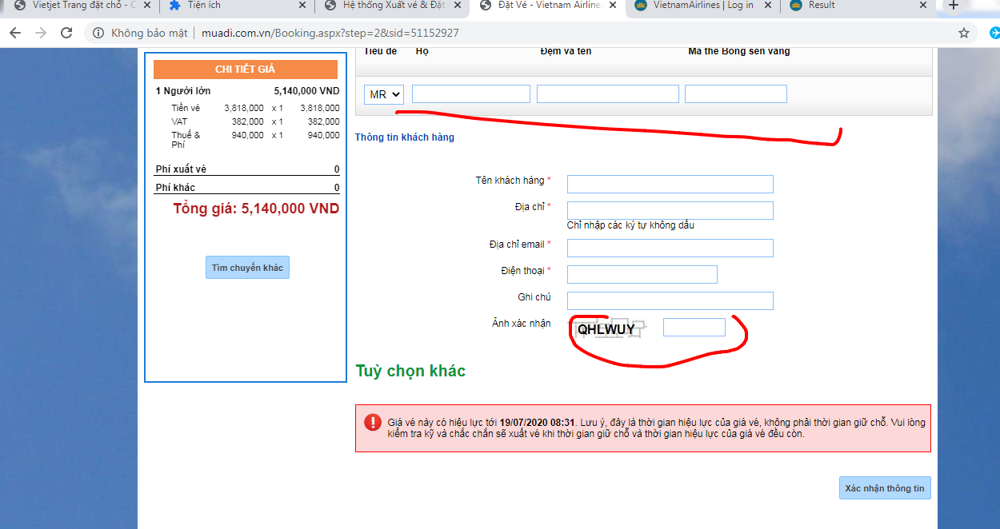 Vietjet Trang đặt chỗ - C
Tiện ích
Hệ thống Xuất vé & Đặt
Đặt Vé - Vietnam Airlines
VietnamAirlines | Log in
Result
Không bảo mật
muadi.com.vn/Booking.aspx?step=2&sid=51152927
CHI TIẾT GIÁ
1 Người lớn 5,140,000 VND
Tiền vé 3,818,000 x 1 3,818,000
VAT 382,000 x 1 382,000
Thuế & Phí 940,000 x 1 940,000
Phí xuất vé 0
Phí khác 0
Tổng giá: 5,140,000 VND
Tìm chuyến khác
Tiêu đề Họ Đệm và tên Mã thẻ Bông sen vàng
MR
Thông tin khách hàng
Tên khách hàng *
Địa chỉ *
Chỉ nhập các ký tự không dấu
Địa chỉ email *
Điện thoại *
Ghi chú
Ảnh xác nhận QHLWUY
Tuỳ chọn khác
Giá vé này có hiệu lực tới 19/07/2020 08:31. Lưu ý, đây là thời gian hiệu lực của giá vé, không phải thời gian giữ chỗ. Vui lòng
kiểm tra kỹ và chắc chắn sẽ xuất vé khi thời gian giữ chỗ và thời gian hiệu lực của giá vé đều còn.
Xác nhận thông tin